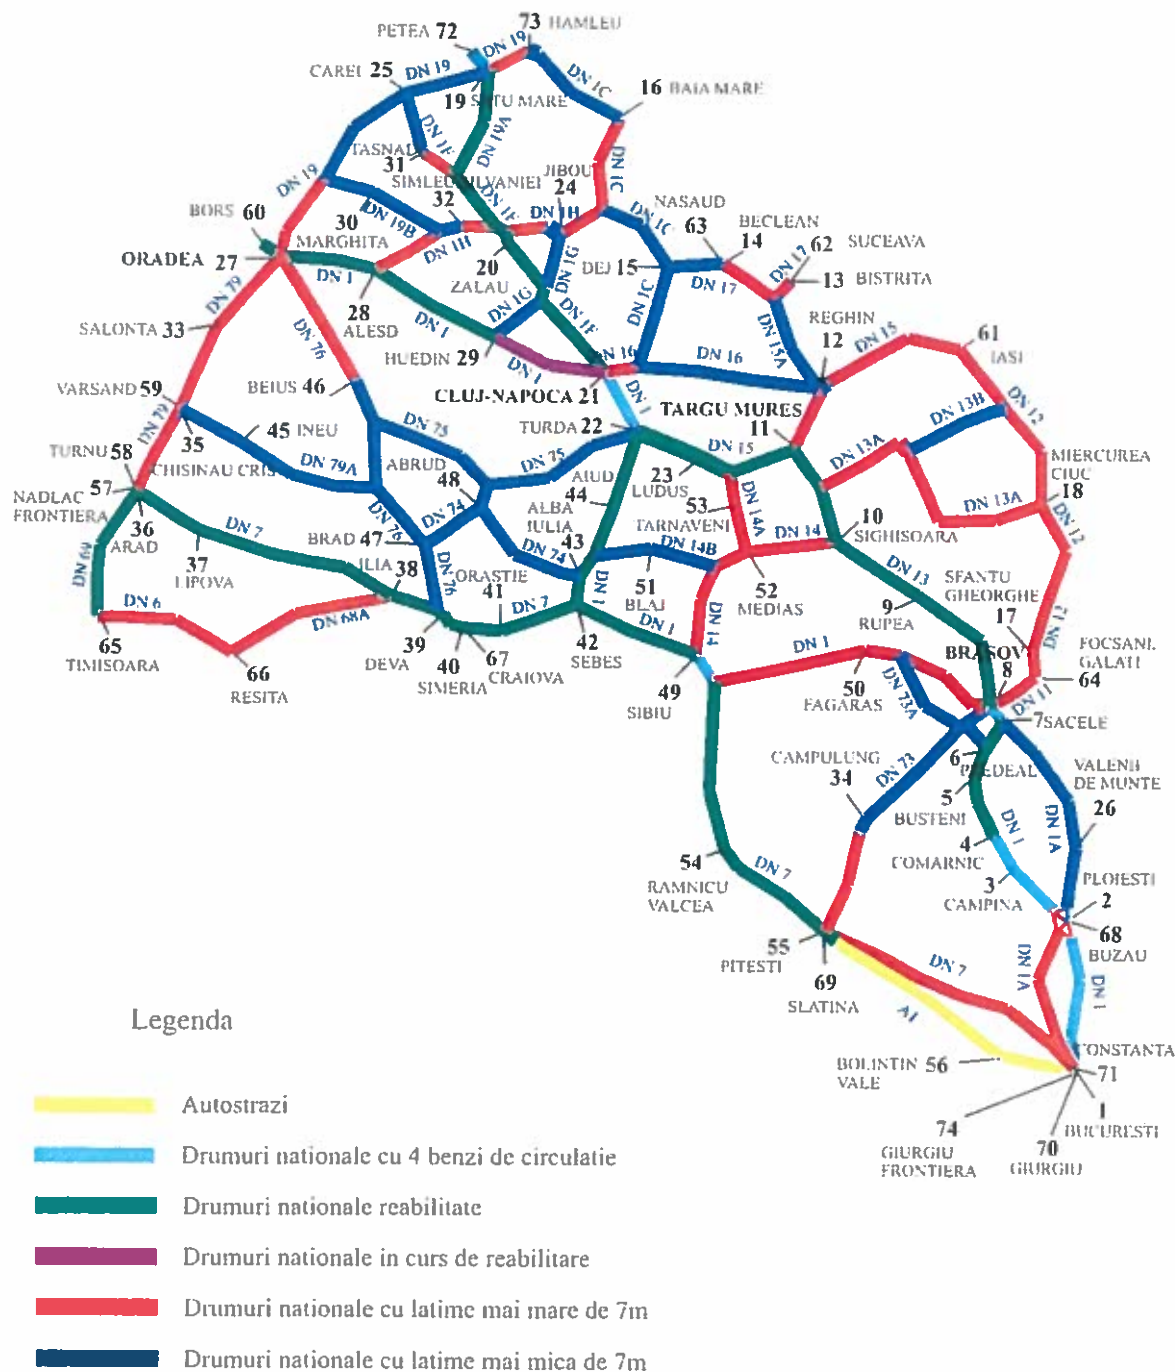 PETEA 72
73 HAMLEU
DN 19
CAREI 25
DN 19
DN 1C
16 BAIA MARE
19 SATU MARE
DN 19A
DN 1F
TASNAD
31
SIMLEU SILVANIEI
JIBOU
24
DN 1C
DN 19
32
DN 1F
DN 1H
NASAUD
63
BECLEAN
14
62 SUCEAVA
BORS 60
30
MARGHITA
DN 19B
DN 1H
DN 1C
DN 17
13 BISTRITA
ORADEA 27
DN 1
20
ZALAU
DN 1G
DEJ 15
DN 17
28
ALESD
DN 1G
DN 1C
REGHIN
12
DN 15
61
IASI
DN 79
SALONTA 33
DN 76
DN 1
HUEDIN 29
DN 1F
DN 15A
DN 1
DN 16
DN 16
VARSAND 59
BEIUS 46
CLUJ-NAPOCA 21
DN 1
TARGU MURES
11
DN 13B
DN 12
DN 79
35
45 INEU
TURDA 22
TURNU 58
CHISINAU CRIS
DN 79A
DN 75
ABRUD
48
DN 75
AIUD
44
DN 15
23
LUDUS
DN 13A
MIERCUREA
CIUC
18
57
NADLAC
FRONTIERA
36
ARAD
DN 7
37
LIPOVA
DN 76
BRAD 47
DN 74
ALBA
IULIA
43
53
TARNAVENI
DN 14A
DN 13A
DN 12
10
SIGHISOARA
DN 14
DN 69
ILIA
38
DN 76
ORASTIE
41
DN 74
DN 14B
51
BLAJ
52
MEDIAS
DN 13
SFANTU
GHEORGHE
17
DN 6
DN 68A
DN 7
DN 1
DN 1
9
RUPEA
DN 12
65
TIMISOARA
66
RESITA
39
DEVA
40
SIMERIA
67
CRAIOVA
42
SEBES
DN 14
DN 1
BRASOV
8
FOCSANI,
GALATI
64
49
SIBIU
50
FAGARAS
DN 73A
DN 11
7 SACELE
CAMPULUNG
34
DN 73
6
PREDEAL
5
BUSTENI
VALENII
DE MUNTE
26
DN 1
DN 1A
4
COMARNIC
3
CAMPINA
PLOIESTI
2
68
BUZAU
54
RAMNICU
VALCEA
DN 7
55
PITESTI
69
SLATINA
DN 7
DN 1A
DN 1
A1
BOLINTIN 56
VALE
CONSTANTA
71
1
BUCURESTI
74
GIURGIU
FRONTIERA
70
GIURGIU
Legenda
Autostrazi
Drumuri nationale cu 4 benzi de circulatie
Drumuri nationale reabilitate
Drumuri nationale in curs de reabilitare
Drumuri nationale cu latime mai mare de 7m
Drumuri nationale cu latime mai mica de 7m